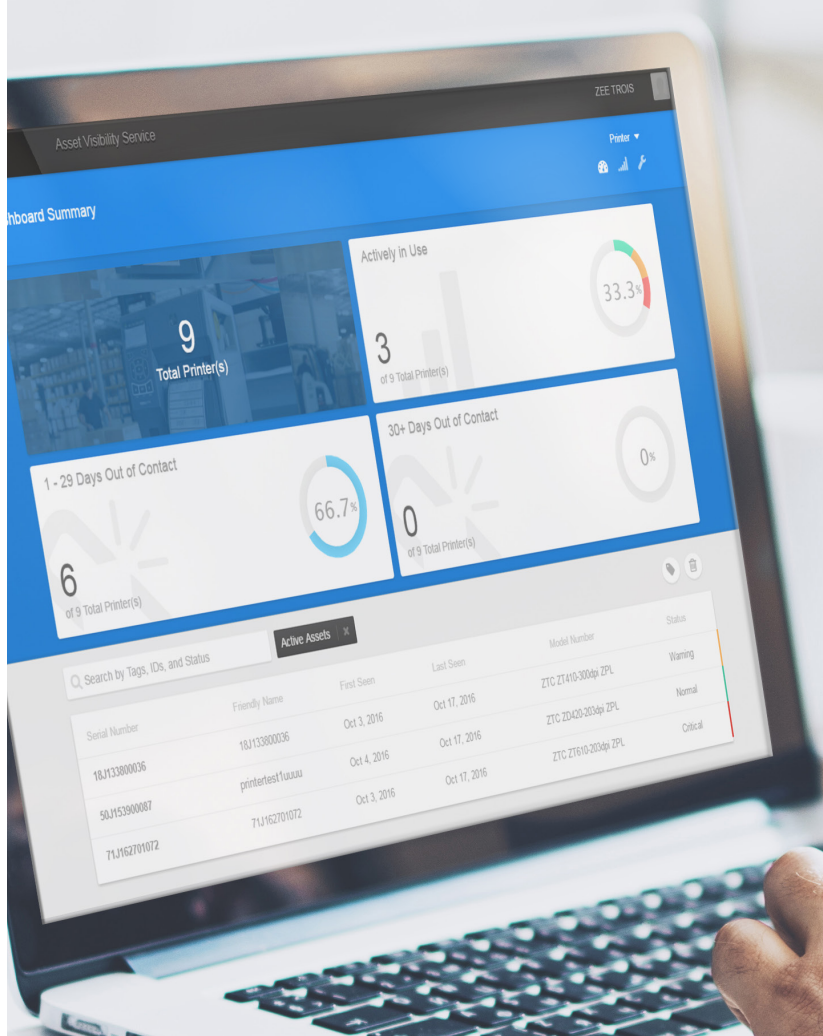 Asset Visibility Service
ZEE TROIS
Printer
hboard Summary
9
Total Printer(s)
Actively in Use
33.3%
3
of 9 Total Printer(s)
1 - 29 Days Out of Contact
66.7%
6
of 9 Total Printer(s)
30+ Days Out of Contact
0%
0
of 9 Total Printer(s)
Search by Tags, IDs, and Status
Active Assets X
Serial Number Friendly Name First Seen Last Seen Model Number Status
18J133800036 18J133800036 Oct 3, 2016 Oct 17, 2016 ZTC ZT410-300dpi ZPL Warning
50J153900087 printertest1uuuu Oct 4, 2016 Oct 17, 2016 ZTC ZD420-203dpi ZPL Normal
71J162701072 71J162701072 Oct 3, 2016 Oct 17, 2016 ZTC ZT610-203dpi ZPL Critical